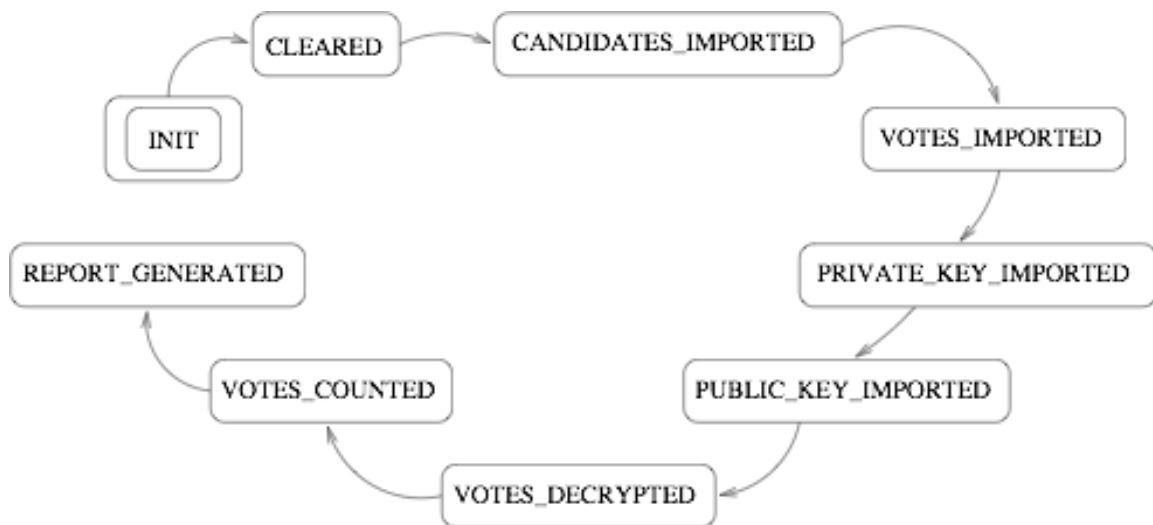 CLEARED
CANDIDATES_IMPORTED
INIT
VOTES_IMPORTED
REPORT_GENERATED
PRIVATE_KEY_IMPORTED
VOTES_COUNTED
PUBLIC_KEY_IMPORTED
VOTES_DECRYPTED